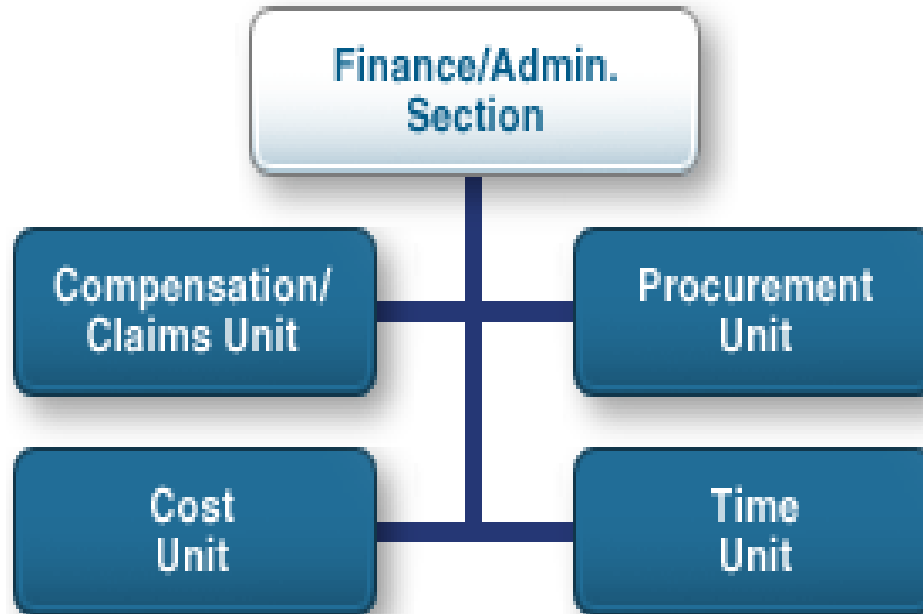 Finance/Admin.
Section
Compensation/
Claims Unit
Procurement
Unit
Cost
Unit
Time
Unit